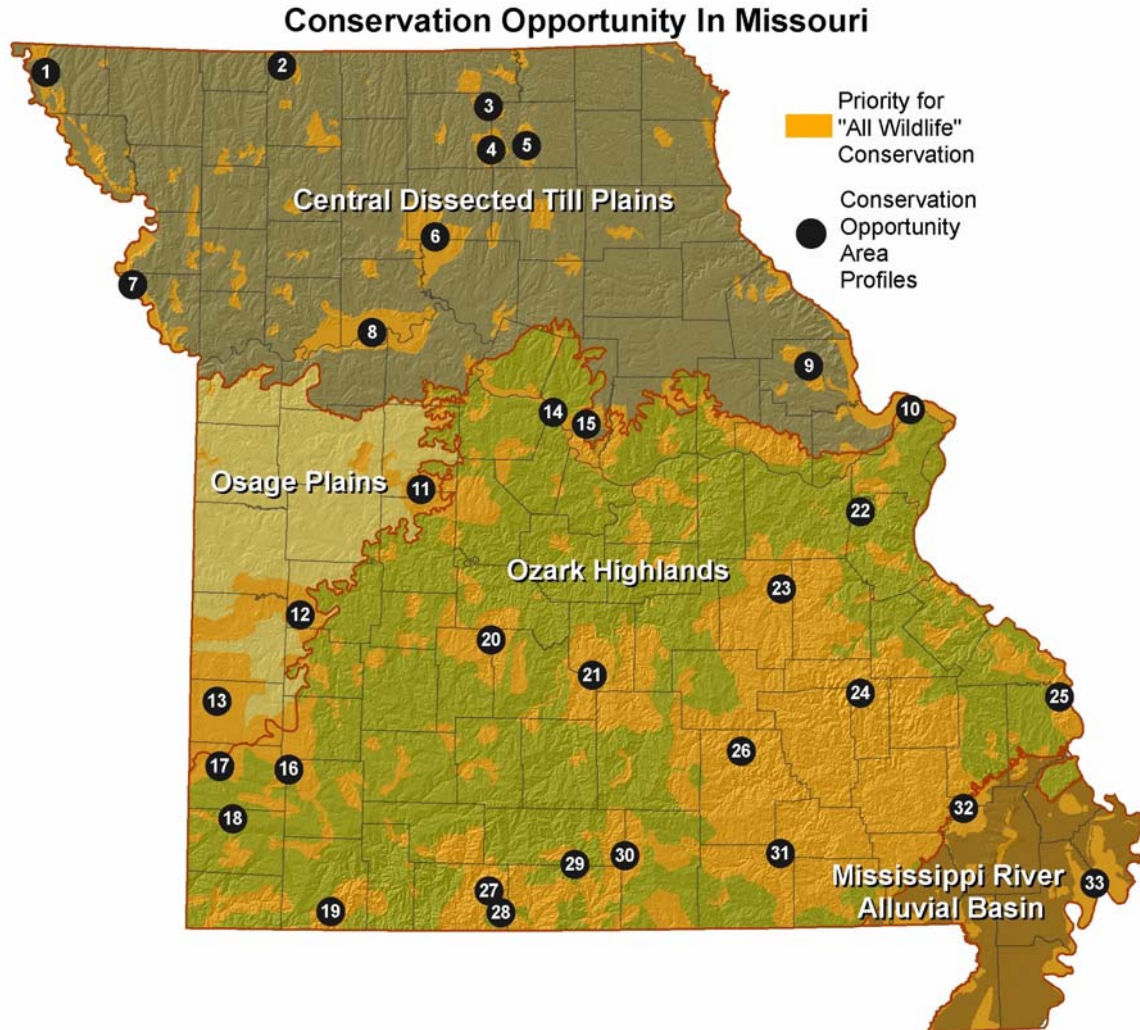 Conservation Opportunity In Missouri
Priority for
"All Wildlife"
Conservation
Conservation
Opportunity
Area
Profiles
1
2
3
4
5
Central Dissected Till Plains
6
7
8
9
10
14
15
Osage Plains
11
22
Ozark Highlands
23
12
20
21
13
24
25
26
17
16
18
32
29
30
31
Mississippi River
Alluvial Basin
33
27
28
19